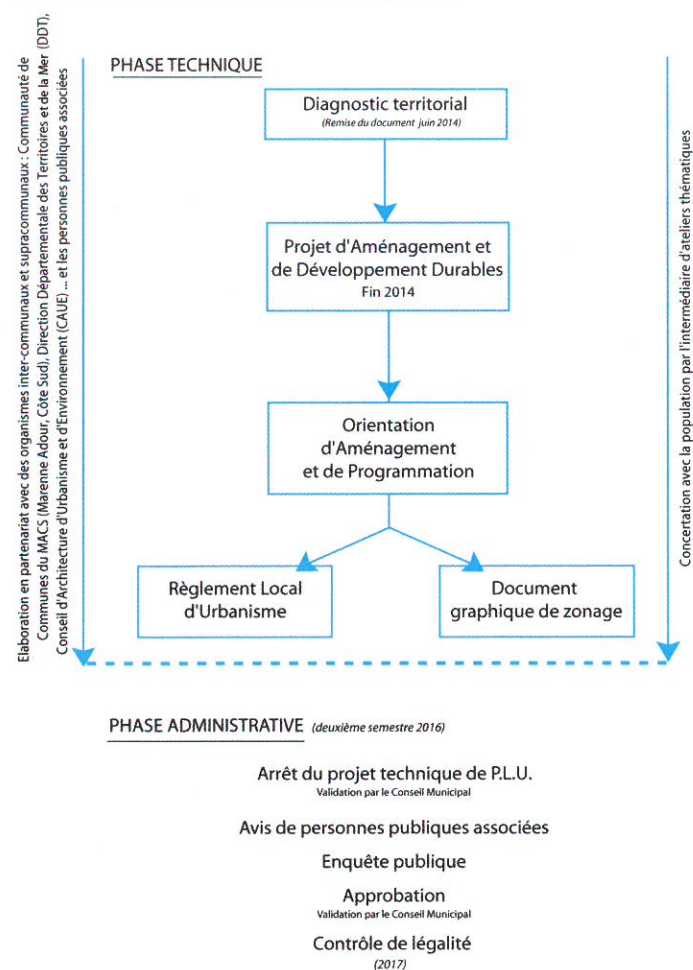 Elaboration en partenariat avec des organismes inter-communaux et supracommunaux : Communauté de
Communes du MACS (Marenne Adour, Côte Sud), Direction Départementale des Territoires et de la Mer (DDT),
Conseil d'Architecture d'Urbanisme et d'Environnement (CAUE) ... et les personnes publiques associées
PHASE TECHNIQUE
Diagnostic territorial
(Remise du document juin 2014)
Projet d'Aménagement et
de Développement Durables
Fin 2014
Orientation
d'Aménagement
et de Programmation
Règlement Local
d'Urbanisme
Document
graphique de zonage
Concertation avec la population par l'intermédiaire d'ateliers thématiques
PHASE ADMINISTRATIVE (deuxième semestre 2016)
Arrêt du projet technique de P.L.U.
Validation par le Conseil Municipal
Avis de personnes publiques associées
Enquête publique
Approbation
Validation par le Conseil Municipal
Contrôle de légalité
(2017)